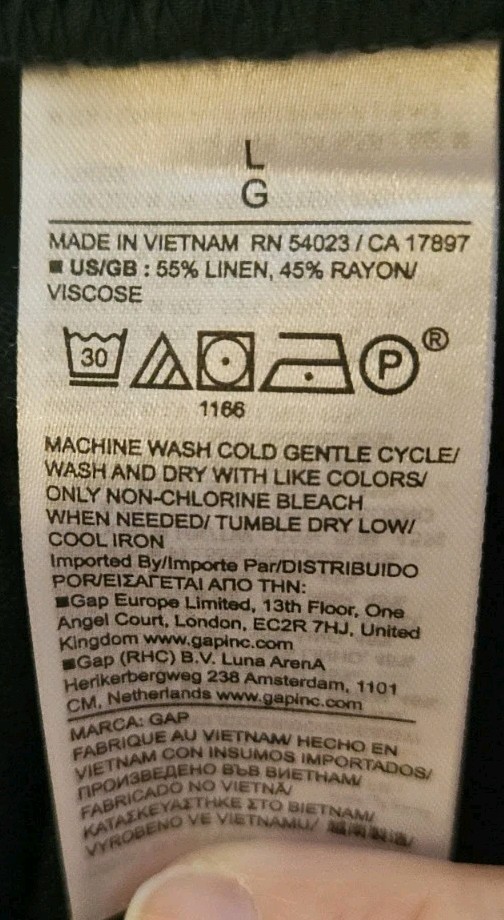 L
G
MADE IN VIETNAM RN 54023 / CA 17897
■ US/GB : 55% LINEN, 45% RAYON/
VISCOSE
30 P ®
1166
MACHINE WASH COLD GENTLE CYCLE/
WASH AND DRY WITH LIKE COLORS/
ONLY NON-CHLORINE BLEACH
WHEN NEEDED/ TUMBLE DRY LOW/
COOL IRON
Imported By/Importe Par/DISTRIBUIDO
POR/ΕΙΣΑΓΕΤΑΙ ΑΠΟ ΤΗΝ:
■Gap Europe Limited, 13th Floor, One
Angel Court, London, EC2R 7HJ, United
Kingdom www.gapinc.com
■Gap (RHC) B.V. Luna ArenA
Herikerbergweg 238 Amsterdam, 1101
CM, Netherlands www.gapinc.com
MARCA: GAP
FABRIQUE AU VIETNAM/ HECHO EN
VIETNAM CON INSUMOS IMPORTADOS/
ПРОИЗВЕДЕНО ВЪВ ВИЕТНАМ/
FABRICADO NO VIETNÃ/
ΚΑΤΑΣΚΕΥΑΣΤΗΚΕ ΣΤΟ ΒΙΕΤΝΑΜ/
VYROBENO VE VIETNAMU/ 越南製造/